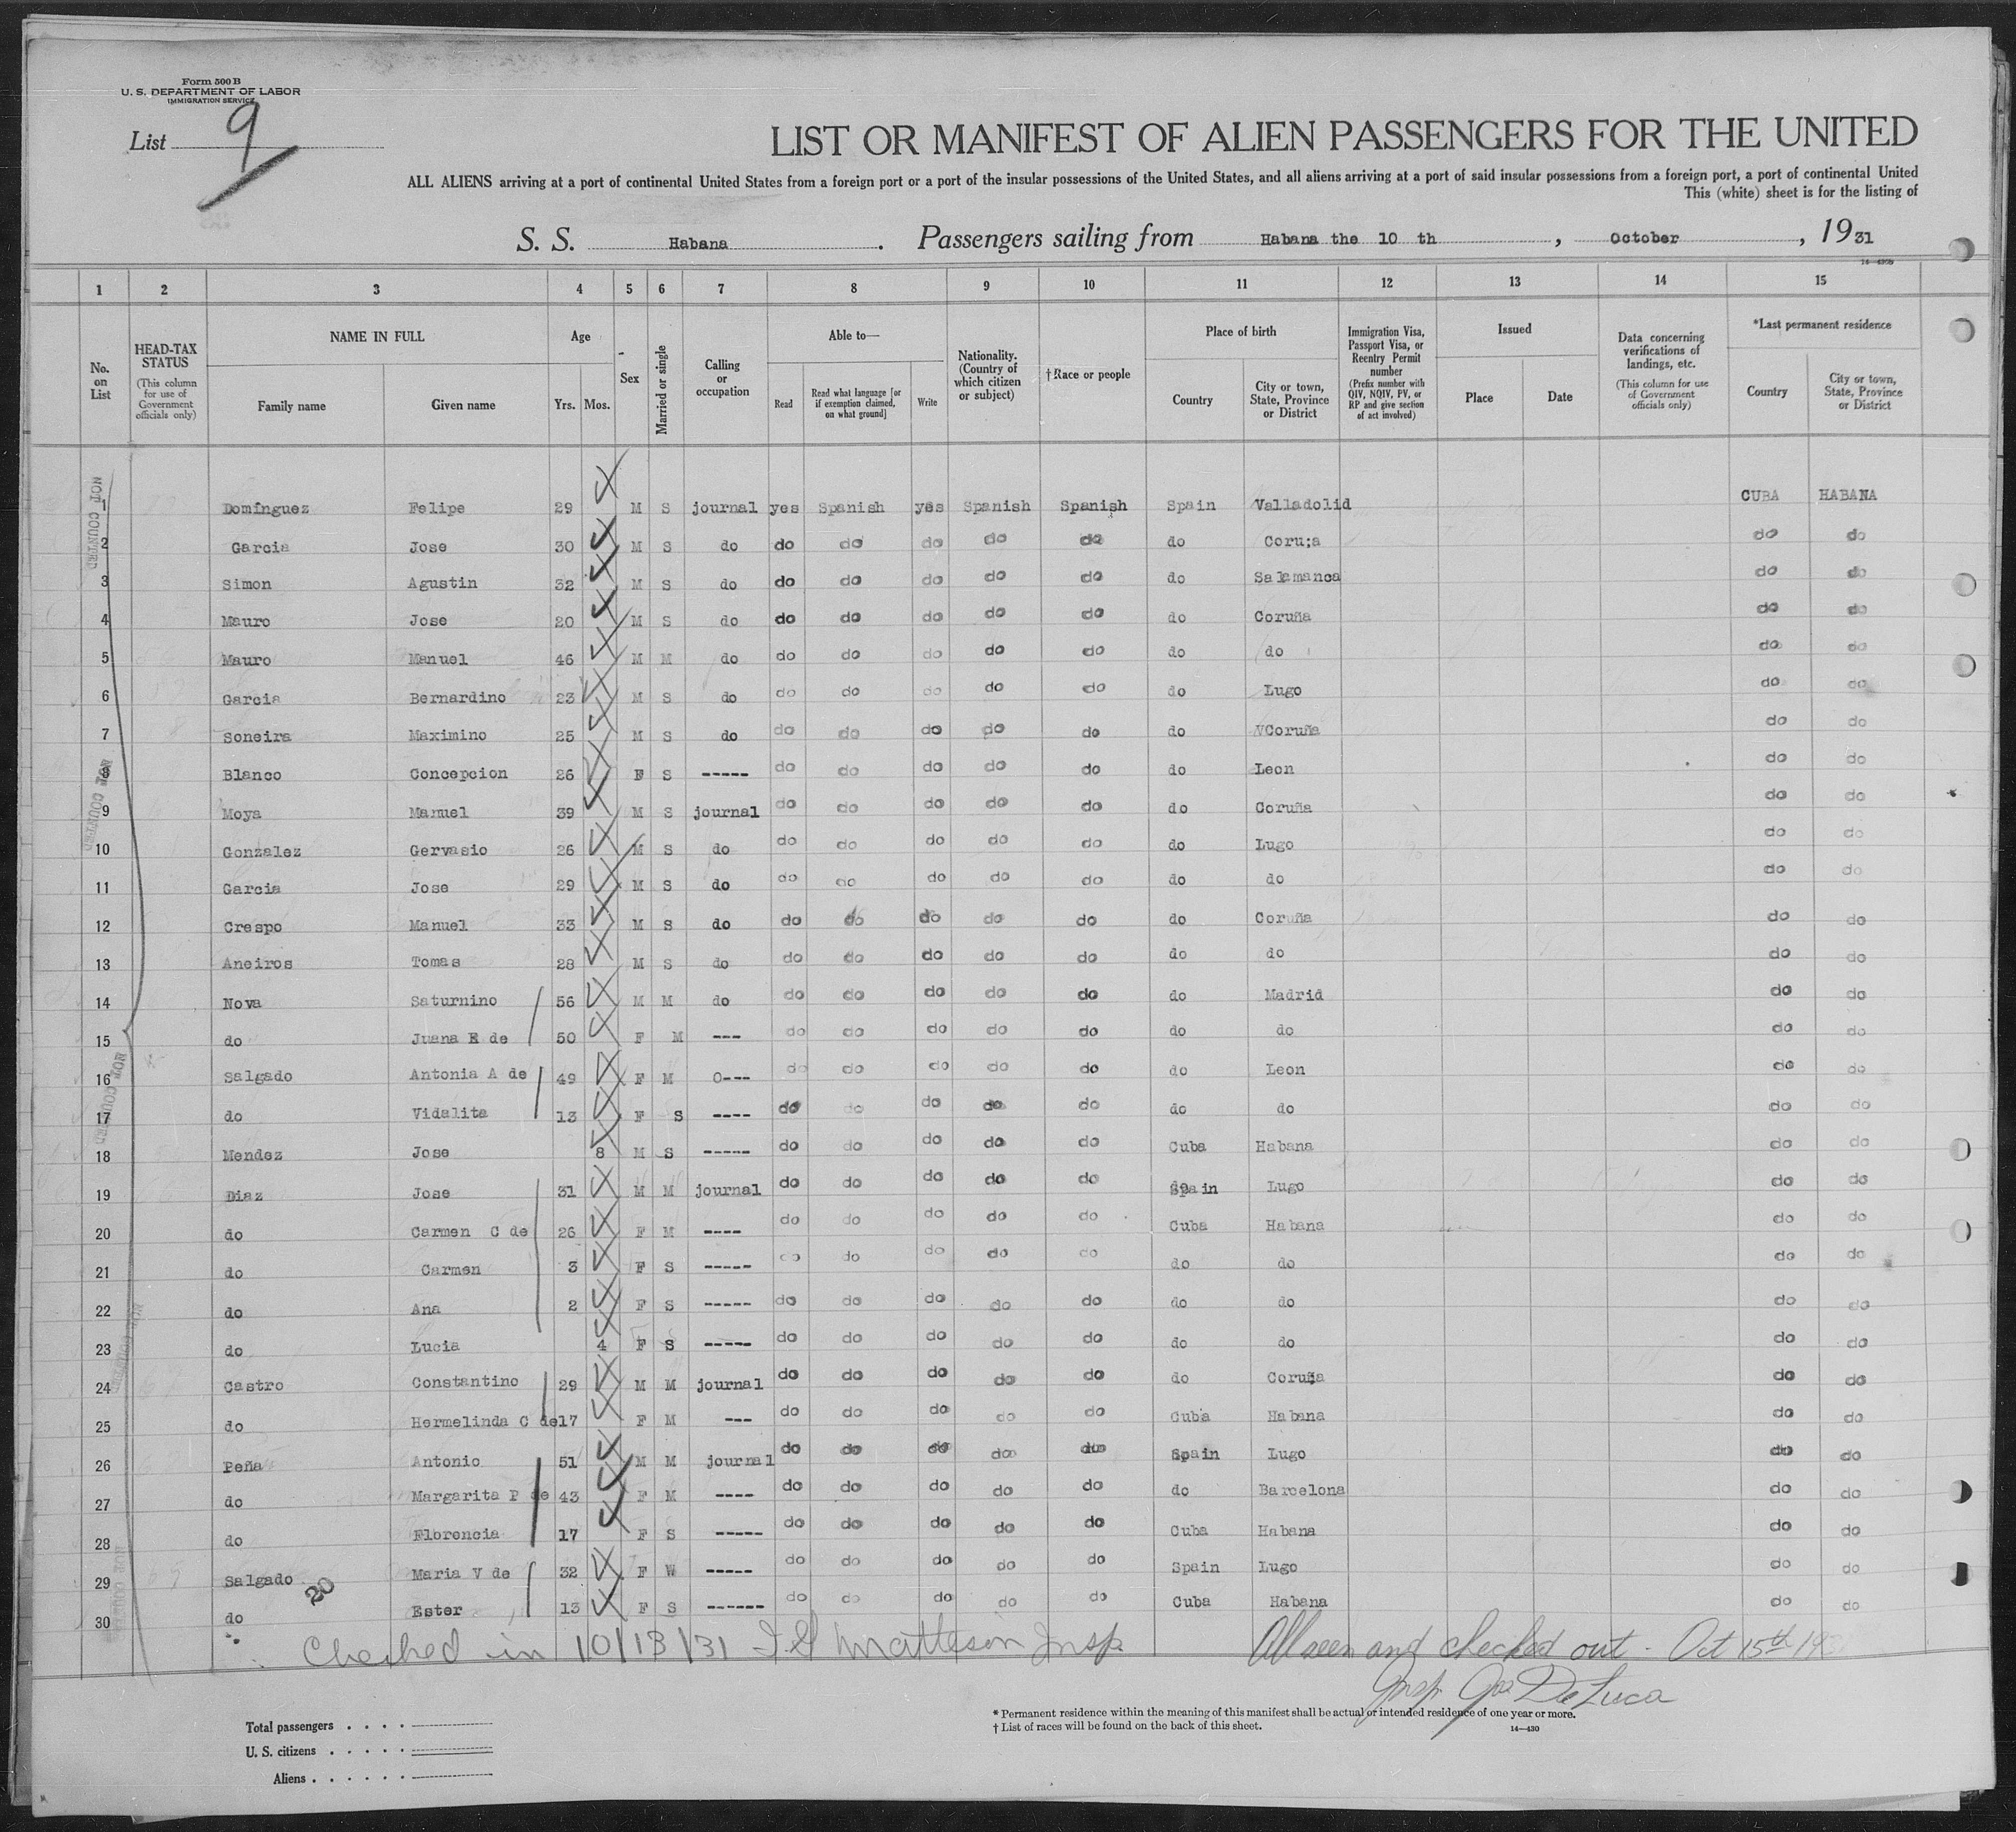 Form 500 B
U. S. DEPARTMENT OF LABOR
IMMIGRATION SERVICE
List 9
LIST OR MANIFEST OF ALIEN PASSENGERS FOR THE UNITED
ALL ALIENS arriving at a port of continental United States from a foreign port or a port of the insular possessions of the United States, and all aliens arriving at a port of said insular possessions from a foreign port, a port of continental United
This (white) sheet is for the listing of
S. S. Habana. Passengers sailing from Habana the 10 th, October, 1931
1 2 3 4 5 6 7 8 9 10 11 12 13 14 15
No. on List
HEAD-TAX STATUS (This column for use of Government officials only)
NAME IN FULL Family name Given name
Age Yrs. Mos.
Sex
Married or single
Calling or occupation
Able to— Read Read what language [or if exemption claimed, on what ground] Write
Nationality. (Country of which citizen or subject)
†Race or people
Place of birth Country City or town, State, Province or District
Immigration Visa, Passport Visa, or Reentry Permit number (Prefix number with QIV, NQIV, PV, or RP and give section of act involved)
Issued Place Date
Data concerning verifications of landings, etc. (This column for use of Government officials only)
*Last permanent residence Country City or town, State, Province or District
1 Domínguez Felipe 29 M S journal yes Spanish yes Spanish Spanish Spain Valladolid CUBA HABANA
2 Garcia Jose 30 M S do do do do do do do Coru;a do do
3 Simon Agustin 32 M S do do do do do do do Salamanca do do
4 Mauro Jose 20 M S do do do do do do do Coruña do do
5 Mauro Manuel 46 M M do do do do do do do do do do
6 Garcia Bernardino 23 M S do do do do do do do Lugo do do
7 Soneira Maximino 25 M S do do do do do do do Coruña do do
8 Blanco Concepcion 26 F S ----- do do do do do do Leon do do
9 Moya Manuel 39 M S journal do do do do do do Coruña do do
10 Gonzalez Gervasio 26 M S do do do do do do do Lugo do do
11 Garcia Jose 29 M S do do do do do do do do do do
12 Crespo Manuel 33 M S do do do do do do do Coruña do do
13 Aneiros Tomas 28 M S do do do do do do do do do do
14 Nova Saturnino 56 M M do do do do do do do Madrid do do
15 do Juana E de 50 F M --- do do do do do do do do do
16 Salgado Antonia A de 49 F M 0--- do do do do do do Leon do do
17 do Vidalita 13 F S ---- do do do do do do do do do
18 Mendez Jose 8 M S ----- do do do do do Cuba Habana do do
19 Diaz Jose 31 M M journal do do do do do Spain Lugo do do
20 do Carmen C de 26 F M ---- do do do do do Cuba Habana do do
21 do Carmen 3 F S ----- do do do do do do do do do
22 do Ana 2 F S ----- do do do do do do do do do
23 do Lucia 4 F S ----- do do do do do do do do do
24 Castro Constantino 29 M M journal do do do do do do Coruña do do
25 do Hermelinda C de 17 F M --- do do do do do Cuba Habana do do
26 Peña Antonio 51 M M journal do do do do do Spain Lugo do do
27 do Margarita P de 43 F M ---- do do do do do do Barcelona do do
28 do Florencia 17 F S ----- do do do do do Cuba Habana do do
29 Salgado Maria V de 32 F W ----- do do do do do Spain Lugo do do
30 do Ester 13 F S ------ do do do do do Cuba Habana do do
20
NOT COUNTED
NOT COUNTED
NOT COUNTED
Checked in 10/13/31 Matteson Insp
All seen and checked out - Oct 15th 193
Insp Jos DeLuca
Total passengers
U. S. citizens
Aliens
* Permanent residence within the meaning of this manifest shall be actual or intended residence of one year or more.
† List of races will be found on the back of this sheet.
14—430